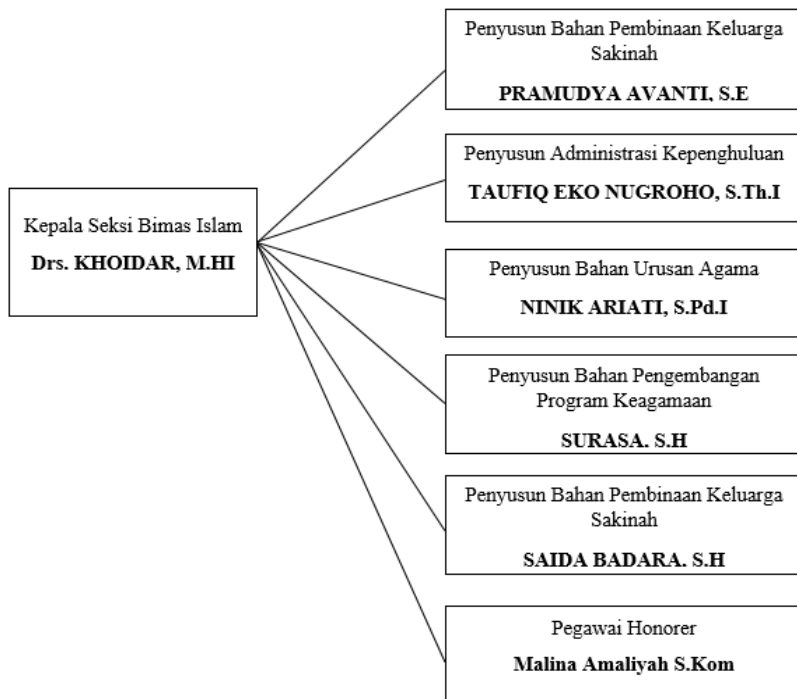 Kepala Seksi Bimas Islam
Drs. KHOIDAR, M.HI
Penyusun Bahan Pembinaan Keluarga
Sakinah
PRAMUDYA AVANTI, S.E
Penyusun Administrasi Kepenghuluan
TAUFIQ EKO NUGROHO, S.Th.I
Penyusun Bahan Urusan Agama
NINIK ARIATI, S.Pd.I
Penyusun Bahan Pengembangan
Program Keagamaan
SURASA. S.H
Penyusun Bahan Pembinaan Keluarga
Sakinah
SAIDA BADARA. S.H
Pegawai Honorer
Malina Amaliyah S.Kom